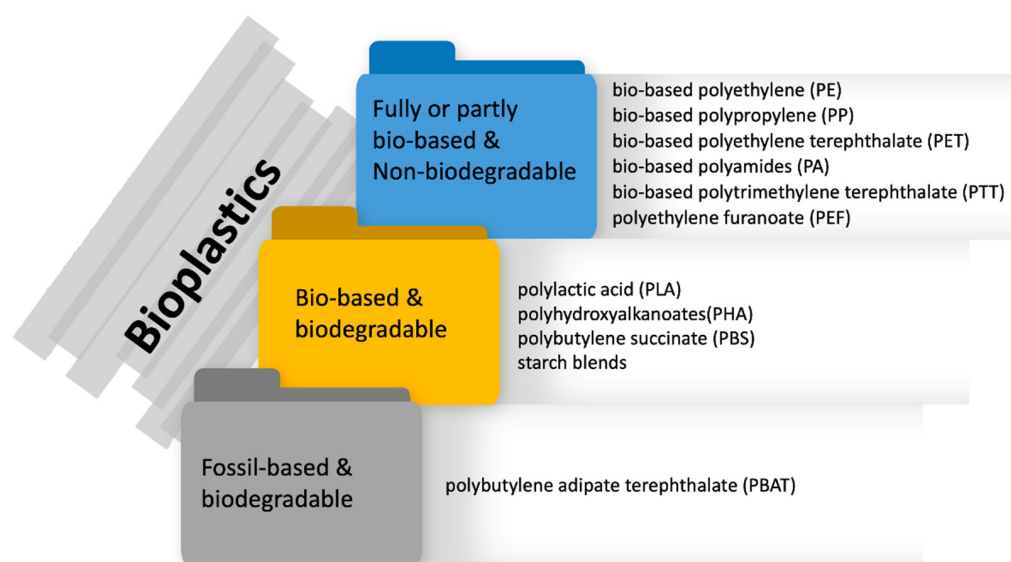 Bioplastics
Fully or partly
bio-based &
Non-biodegradable
bio-based polyethylene (PE)
bio-based polypropylene (PP)
bio-based polyethylene terephthalate (PET)
bio-based polyamides (PA)
bio-based polytrimethylene terephthalate (PTT)
polyethylene furanoate (PEF)
Bio-based &
biodegradable
polylactic acid (PLA)
polyhydroxyalkanoates(PHA)
polybutylene succinate (PBS)
starch blends
Fossil-based &
biodegradable
polybutylene adipate terephthalate (PBAT)